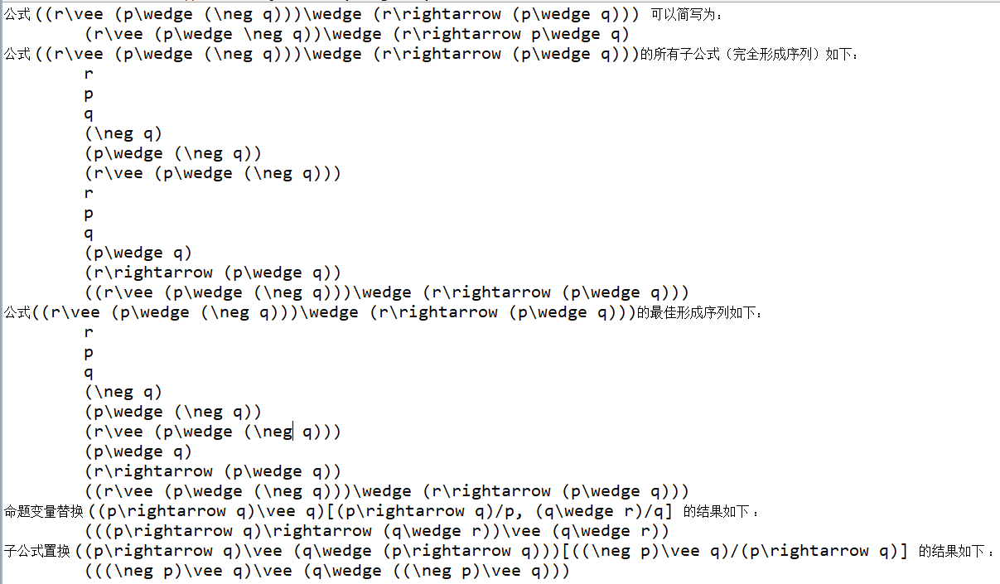 公式((r\vee (p\wedge (\neg q)))\wedge (r\rightarrow (p\wedge q))) 可以简写为:
(r\vee (p\wedge \neg q))\wedge (r\rightarrow p\wedge q)
公式((r\vee (p\wedge (\neg q)))\wedge (r\rightarrow (p\wedge q)))的所有子公式（完全形成序列）如下:
r
p
q
(\neg q)
(p\wedge (\neg q))
(r\vee (p\wedge (\neg q)))
r
p
q
(p\wedge q)
(r\rightarrow (p\wedge q))
((r\vee (p\wedge (\neg q)))\wedge (r\rightarrow (p\wedge q)))
公式((r\vee (p\wedge (\neg q)))\wedge (r\rightarrow (p\wedge q)))的最佳形成序列如下:
r
p
q
(\neg q)
(p\wedge (\neg q))
(r\vee (p\wedge (\neg q)))
(p\wedge q)
(r\rightarrow (p\wedge q))
((r\vee (p\wedge (\neg q)))\wedge (r\rightarrow (p\wedge q)))
命题变量替换((p\rightarrow q)\vee q)[(p\rightarrow q)/p, (q\wedge r)/q] 的结果如下:
(((p\rightarrow q)\rightarrow (q\wedge r))\vee (q\wedge r))
子公式置换((p\rightarrow q)\vee (q\wedge (p\rightarrow q)))[((\neg p)\vee q)/(p\rightarrow q)] 的结果如下:
(((\neg p)\vee q)\vee (q\wedge ((\neg p)\vee q)))